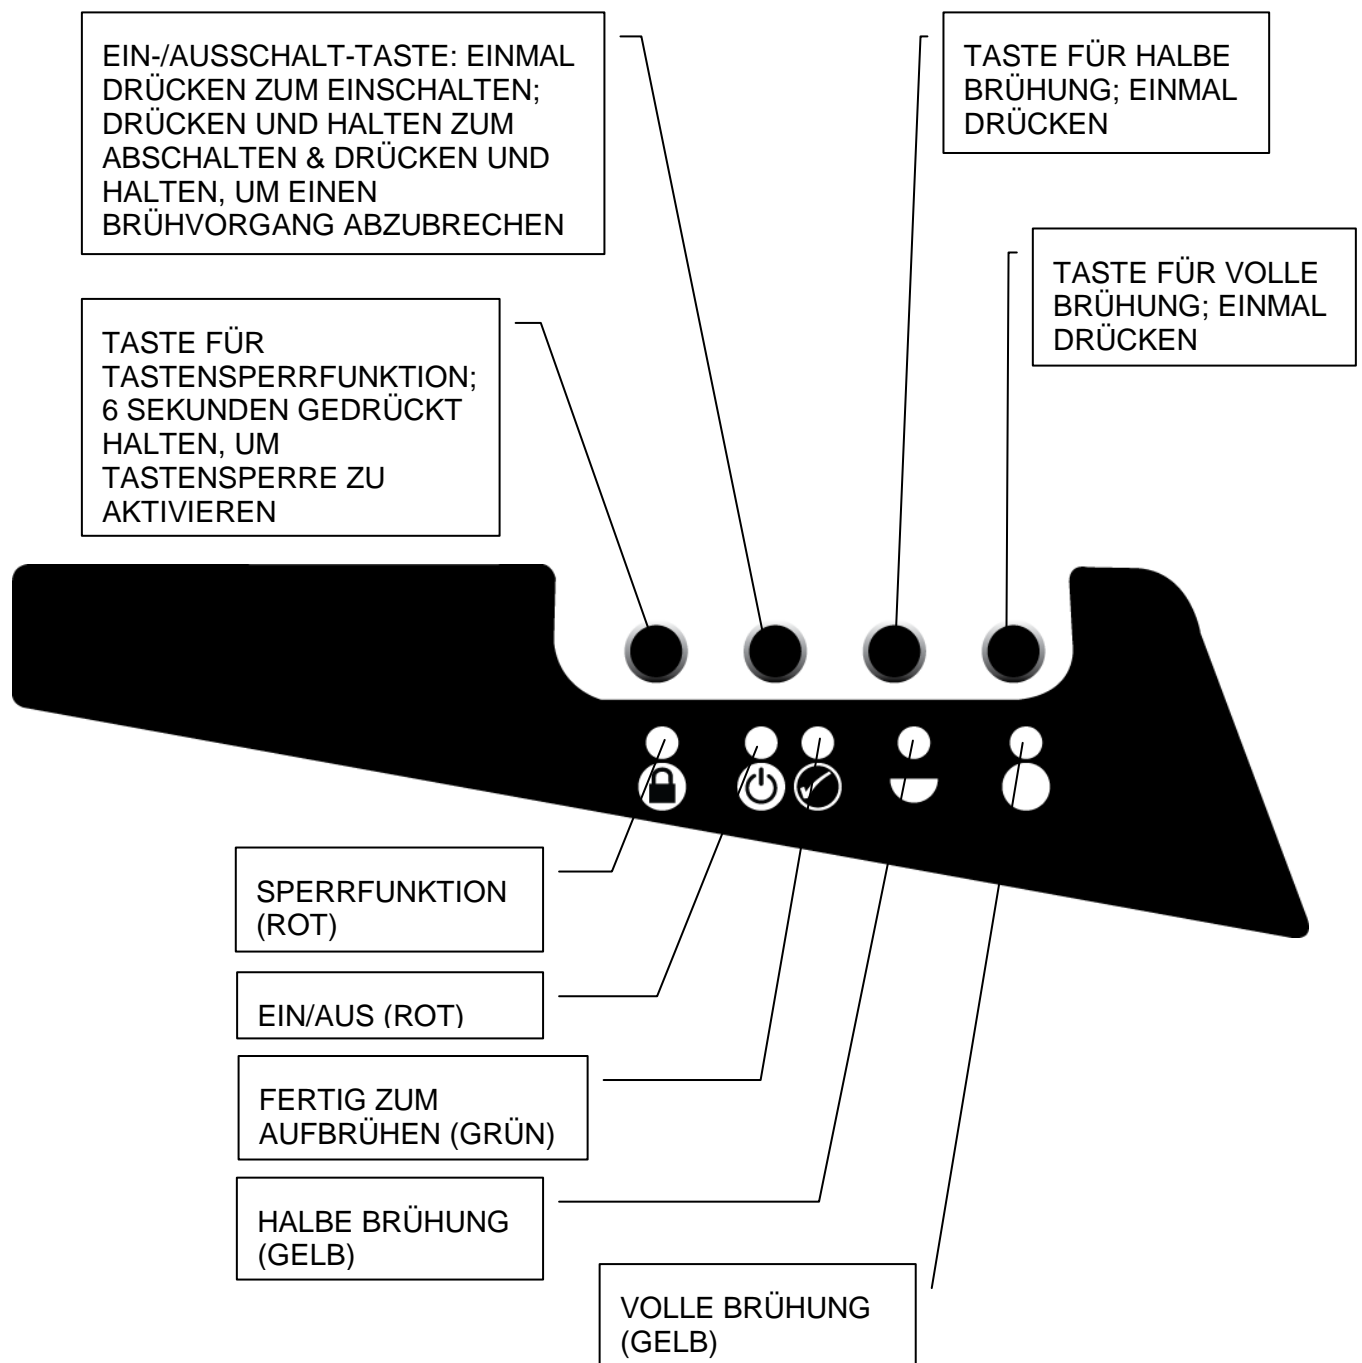 EIN-/AUSSCHALT-TASTE: EINMAL
DRÜCKEN ZUM EINSCHALTEN;
DRÜCKEN UND HALTEN ZUM
ABSCHALTEN & DRÜCKEN UND
HALTEN, UM EINEN
BRÜHVORGANG ABZUBRECHEN
TASTE FÜR HALBE
BRÜHUNG; EINMAL
DRÜCKEN
TASTE FÜR VOLLE
BRÜHUNG; EINMAL
DRÜCKEN
TASTE FÜR
TASTENSPERRFUNKTION;
6 SEKUNDEN GEDRÜCKT
HALTEN, UM
TASTENSPERRE ZU
AKTIVIEREN
SPERRFUNKTION
(ROT)
EIN/AUS (ROT)
FERTIG ZUM
AUFBRÜHEN (GRÜN)
HALBE BRÜHUNG
(GELB)
VOLLE BRÜHUNG
(GELB)